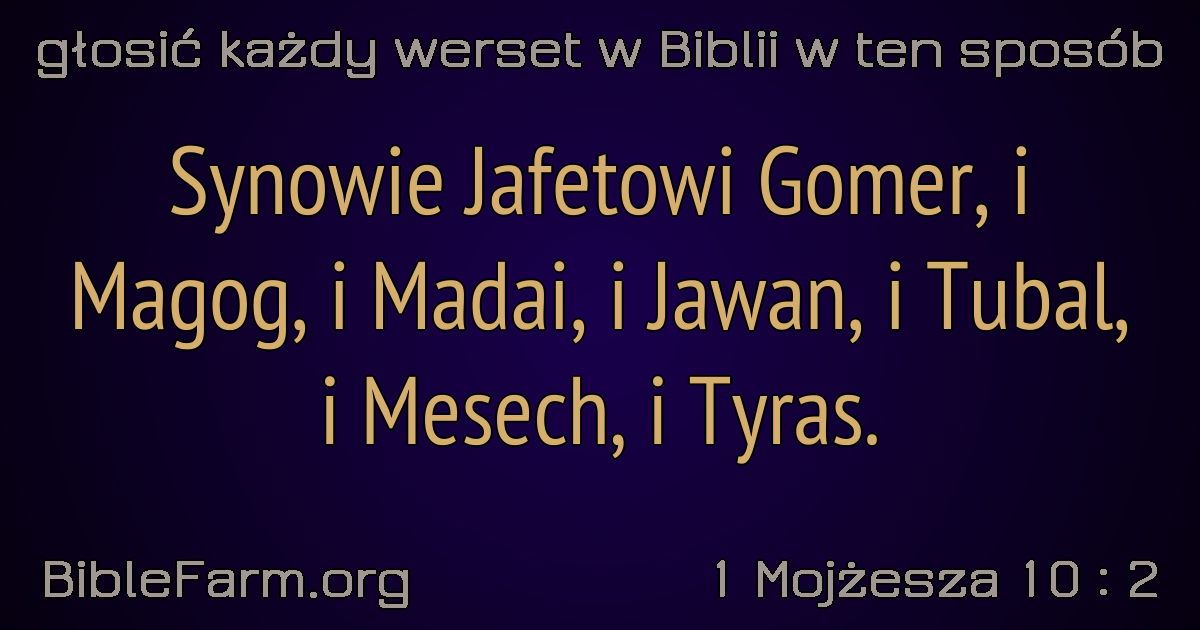 głosić każdy werset w Biblii w ten sposób
Synowie Jafetowi Gomer, i
Magog, i Madai, i Jawan, i Tubal,
i Mesech, i Tyras.
BibleFarm.org
1 Mojżesza 10 : 2